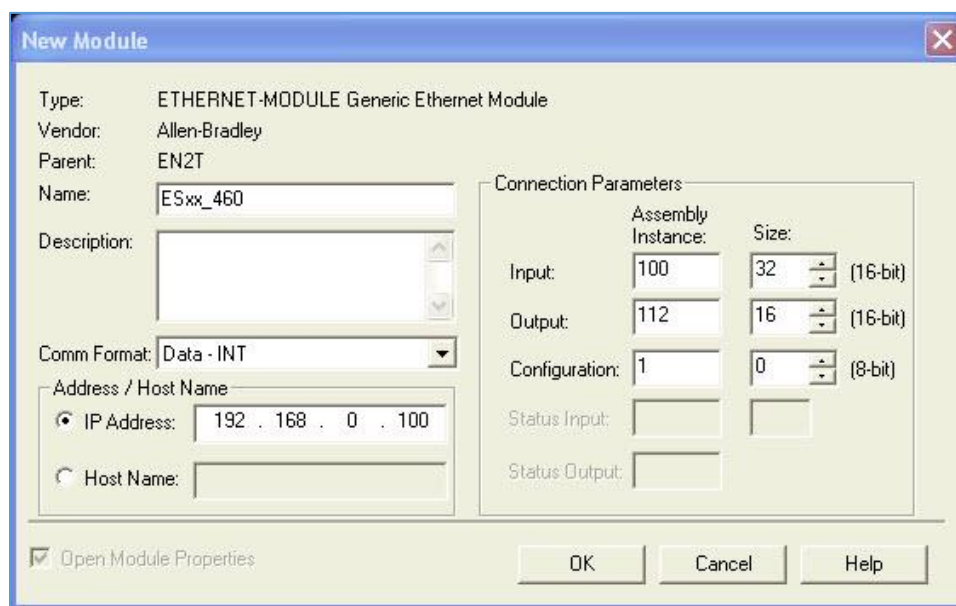 New Module
Type: ETHERNET-MODULE Generic Ethernet Module
Vendor: Allen-Bradley
Parent: EN2T
Name: ESxx_460
Description:
Comm Format: Data - INT
Address / Host Name
IP Address: 192 . 168 . 0 . 100
Host Name:
Connection Parameters
Assembly
Instance: Size:
Input: 100 32 (16-bit)
Output: 112 16 (16-bit)
Configuration: 1 0 (8-bit)
Status Input:
Status Output:
Open Module Properties
OK Cancel Help